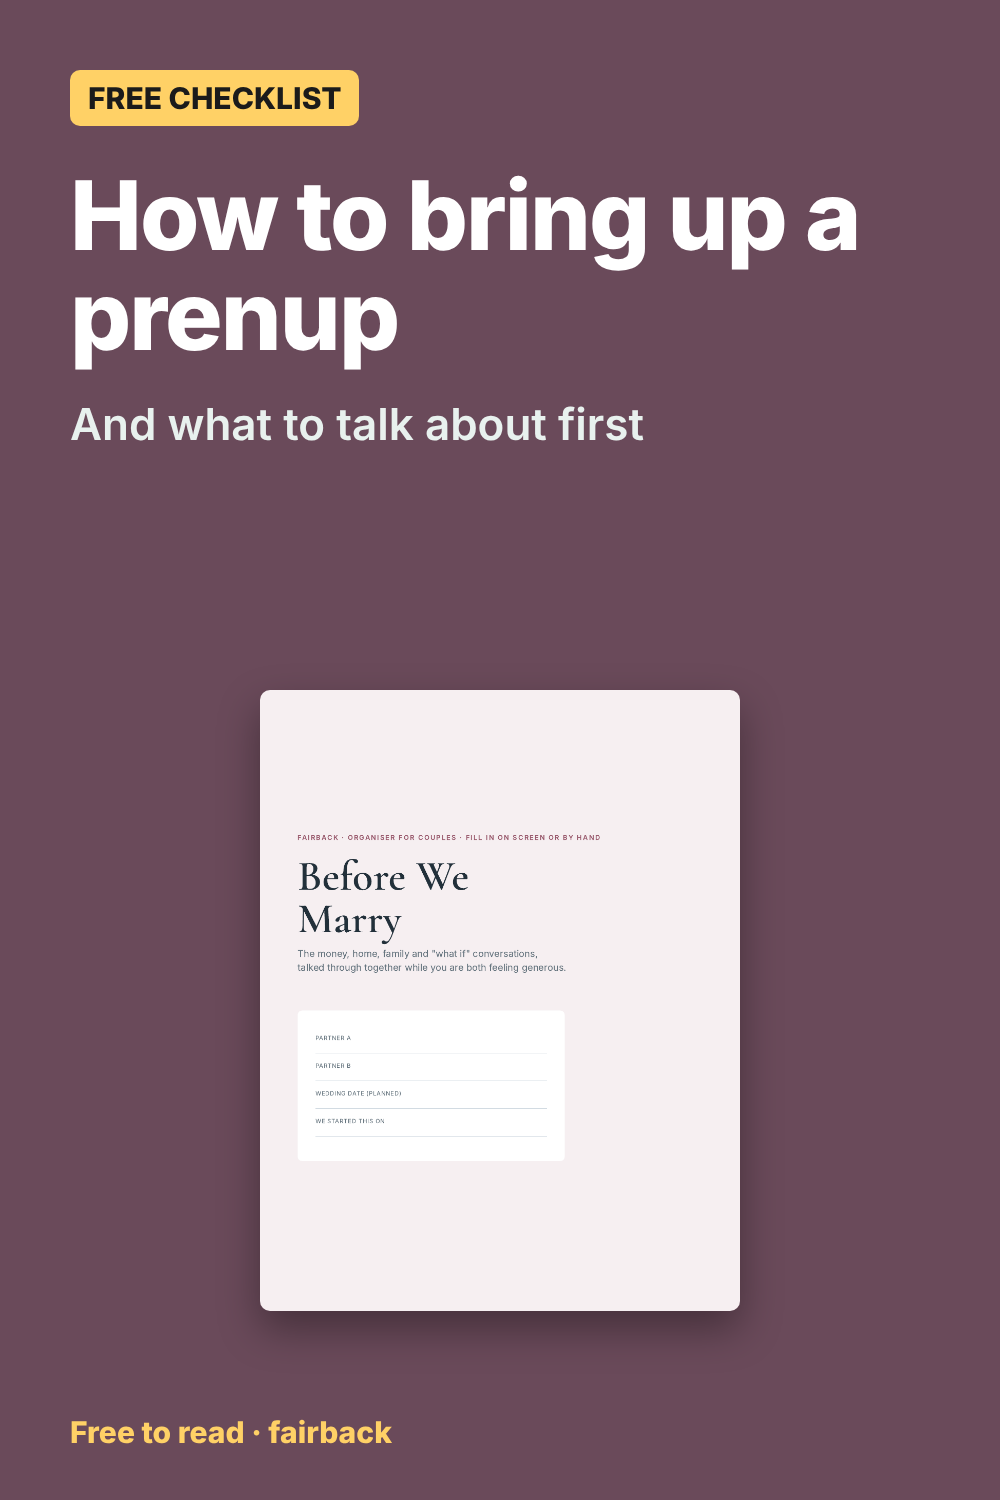 FREE CHECKLIST
How to bring up a
prenup
And what to talk about first
FAIRBACK · ORGANISER FOR COUPLES · FILL IN ON SCREEN OR BY HAND
Before We
Marry
The money, home, family and "what if" conversations,
talked through together while you are both feeling generous.
PARTNER A
PARTNER B
WEDDING DATE (PLANNED)
WE STARTED THIS ON
Free to read · fairback